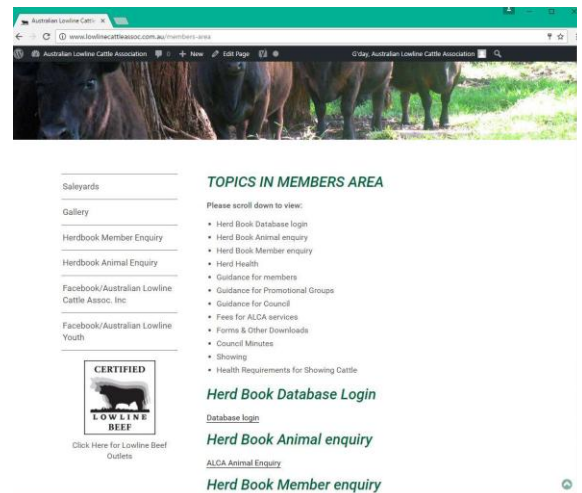 Australian Lowline Cattle
www.lowlinecattleassoc.com.au/members-area
Australian Lowline Cattle Association 0 + New Edit Page G'day, Australian Lowline Cattle Association
Saleyards
Gallery
Herdbook Member Enquiry
Herdbook Animal Enquiry
Facebook/Australian Lowline
Cattle Assoc. Inc
Facebook/Australian Lowline
Youth
CERTIFIED
LOWLINE
BEEF
Click Here for Lowline Beef
Outlets
TOPICS IN MEMBERS AREA
Please scroll down to view:
• Herd Book Database login
• Herd Book Animal enquiry
• Herd Book Member enquiry
• Herd Health
• Guidance for members
• Guidance for Promotional Groups
• Guidance for Council
• Fees for ALCA services
• Forms & Other Downloads
• Council Minutes
• Showing
• Health Requirements for Showing Cattle
Herd Book Database Login
Database login
Herd Book Animal enquiry
ALCA Animal Enquiry
Herd Book Member enquiry